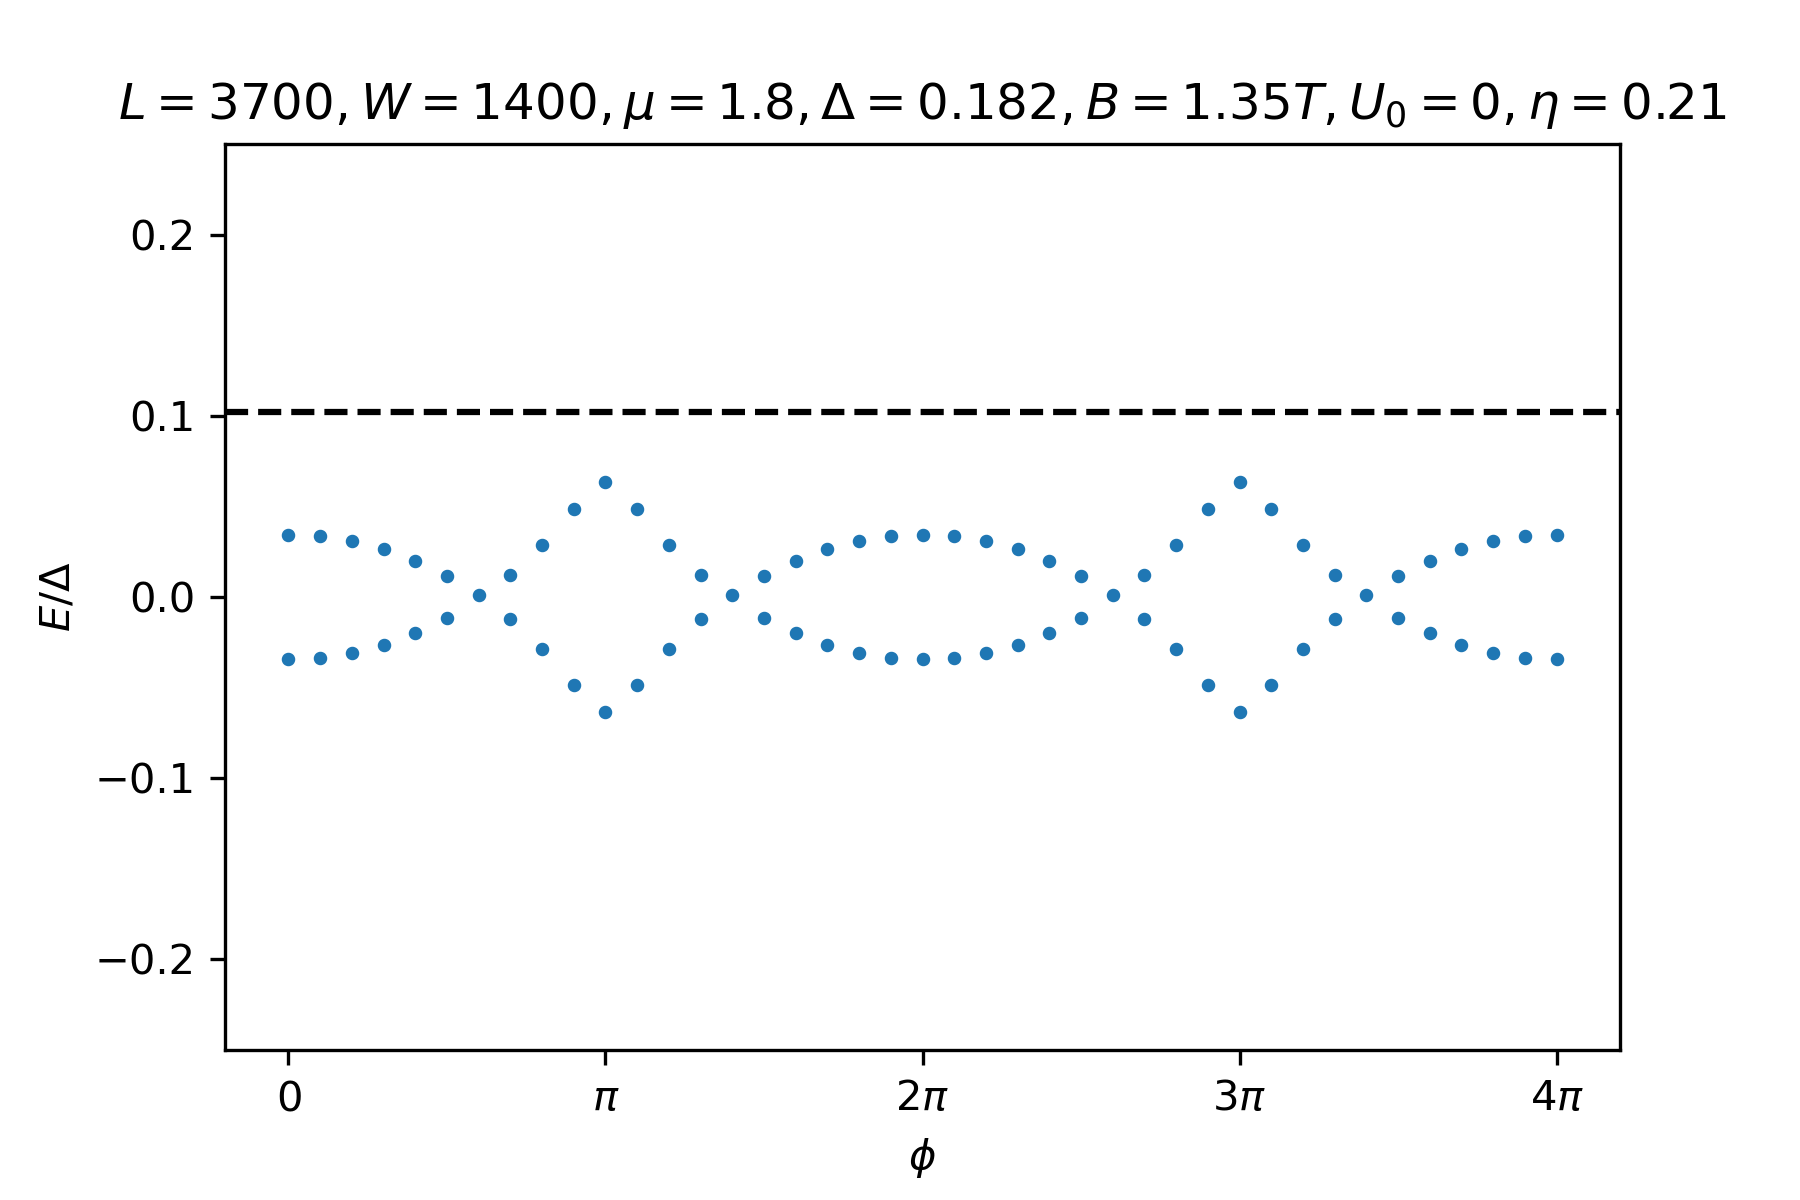 L = 3700, W = 1400, μ = 1.8, Δ = 0.182, B = 1.35T, U₀ = 0, η = 0.21
0.2
0.1
0.0
−0.1
−0.2
E/Δ
0 π 2π 3π 4π
ϕ